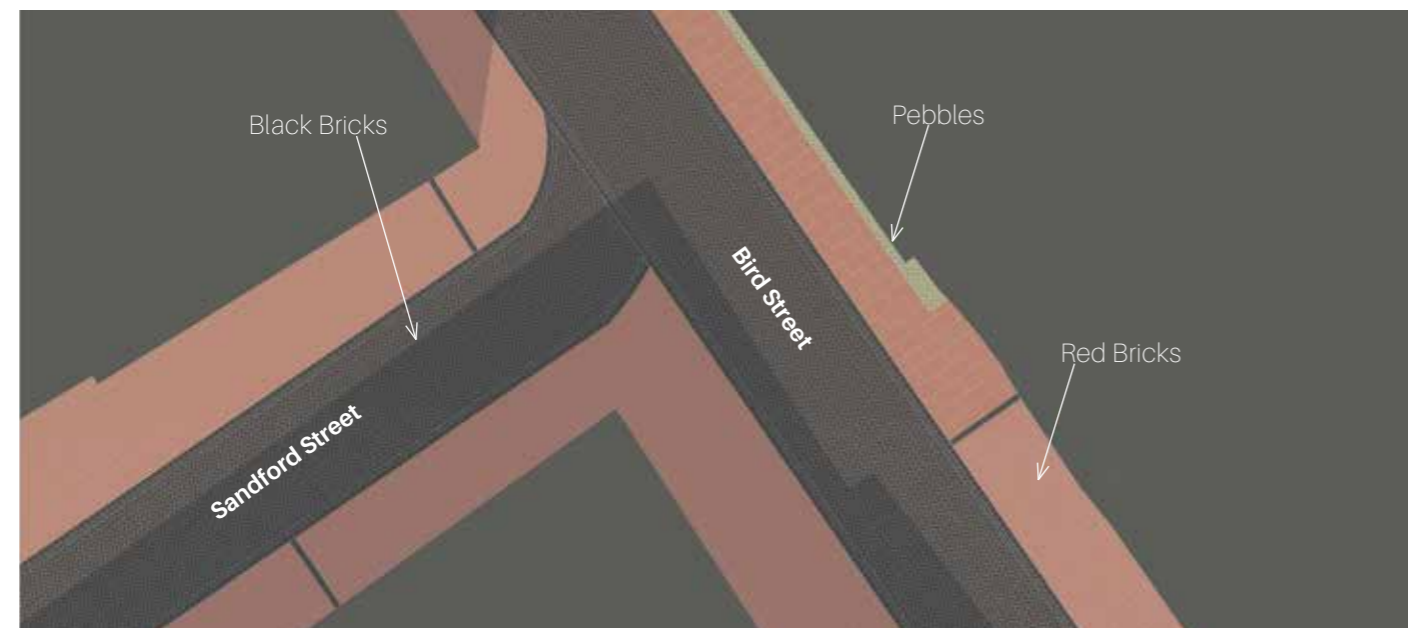 Black Bricks
Pebbles
Bird Street
Red Bricks
Sandford Street